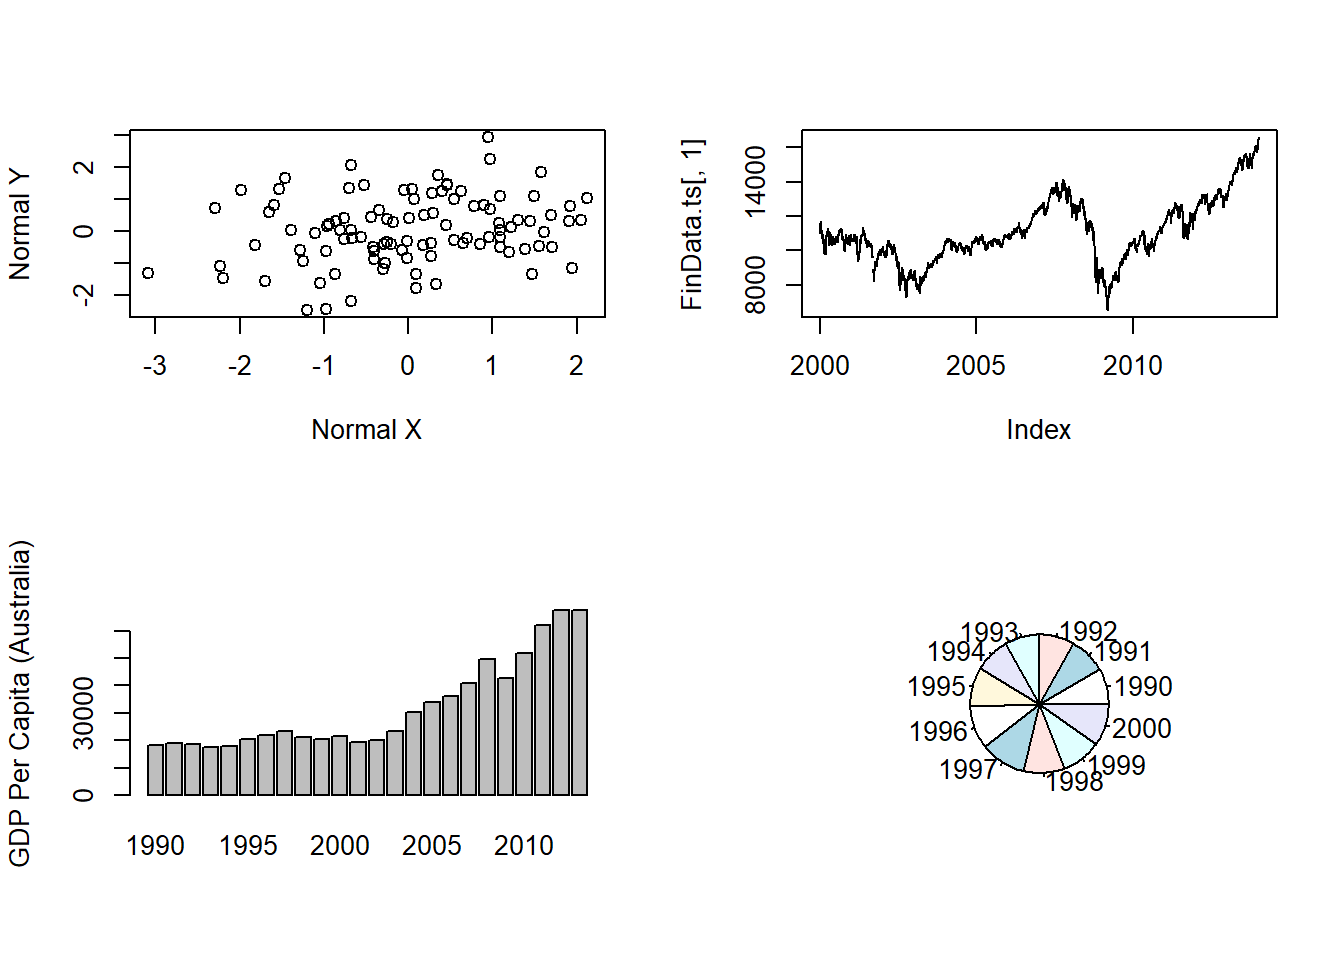 Normal Y
2
0
-2
-3 -2 -1 0 1 2
Normal X
FinData.ts[, 1]
14000
8000
2000 2005 2010
Index
GDP Per Capita (Australia)
30000
0
1990 1995 2000 2005 2010
1993 1992
1994 1991
1995 1990
1996 2000
1997 1999
1998